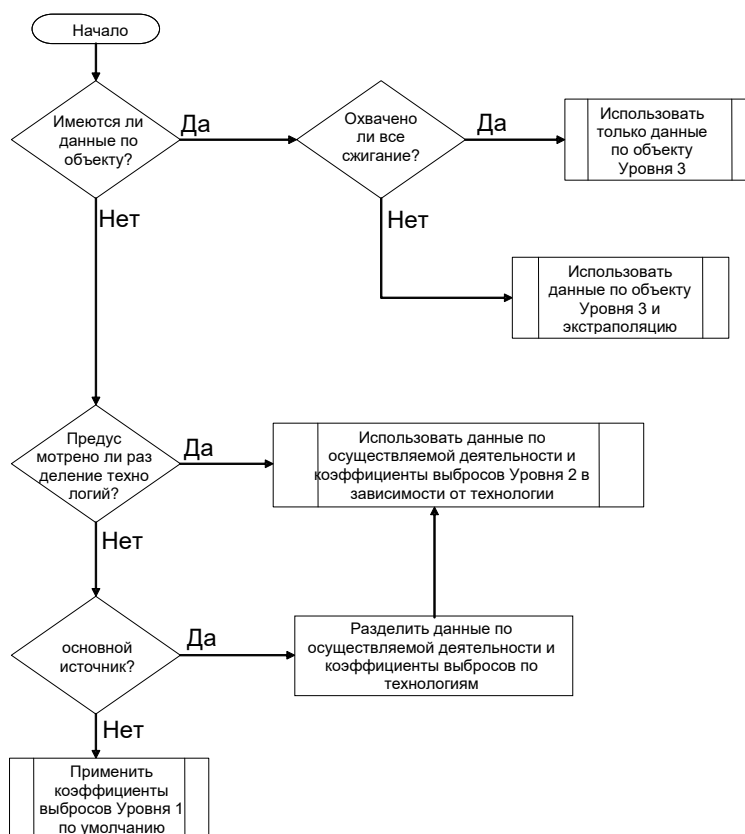 Начало
Имеются ли
данные по
объекту?
Да
Охвачено
ли все
сжигание?
Да
Использовать
только данные
по объекту
Уровня 3
Нет
Нет
Использовать
данные по объекту
Уровня 3 и
экстраполяцию
Предус
мотрено ли раз
деление техно
логий?
Да
Использовать данные по
осуществляемой деятельности и
коэффициенты выбросов Уровня 2 в
зависимости от технологии
Нет
основной
источник?
Да
Разделить данные по
осуществляемой деятельности и
коэффициенты выбросов по
технологиям
Нет
Применить
коэффициенты
выбросов Уровня 1
по умолчанию